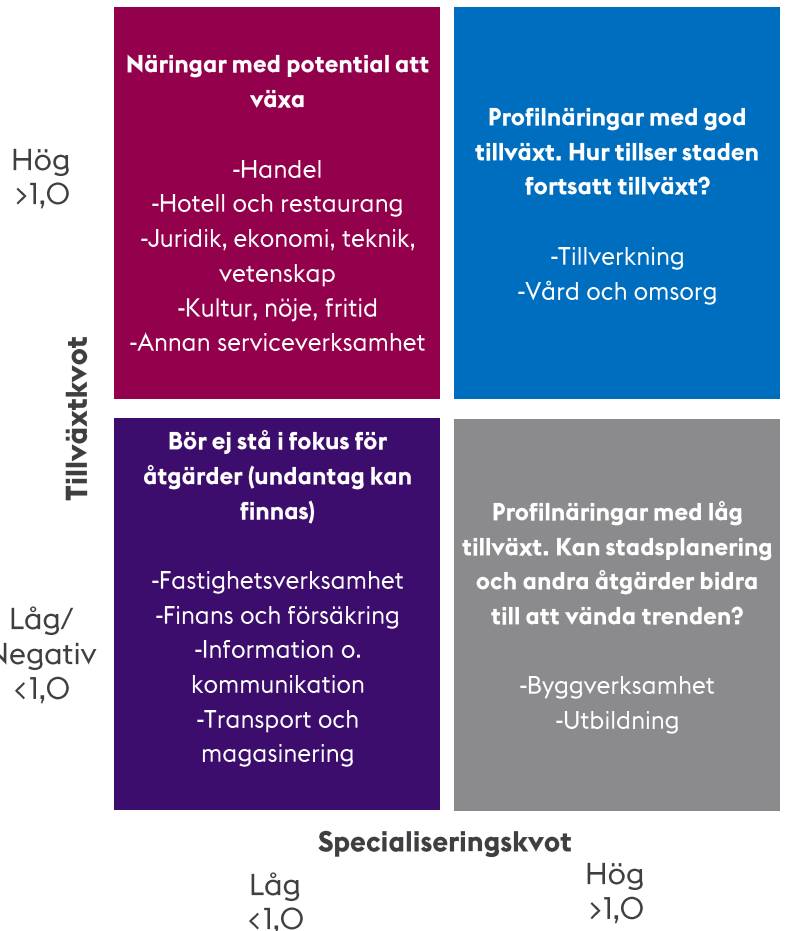 Näringar med potential att
växa
-Handel
-Hotell och restaurang
-Juridik, ekonomi, teknik,
vetenskap
-Kultur, nöje, fritid
-Annan serviceverksamhet
Profilnäringar med god
tillväxt. Hur tillser staden
fortsatt tillväxt?
-Tillverkning
-Vård och omsorg
Hög
>1,0
Tillväxtkvot
Låg/
Negativ
<1,0
Bör ej stå i fokus för
åtgärder (undantag kan
finnas)
-Fastighetsverksamhet
-Finans och försäkring
-Information o.
kommunikation
-Transport och
magasinering
Profilnäringar med låg
tillväxt. Kan stadsplanering
och andra åtgärder bidra
till att vända trenden?
-Byggverksamhet
-Utbildning
Specialiseringskvot
Låg
<1,0
Hög
>1,0